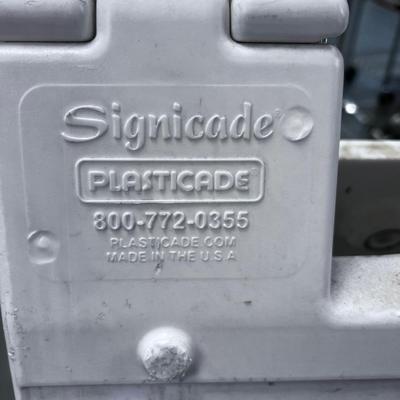 Signicade
PLASTICADE
800-772-0355
PLASTICADE.COM
MADE IN THE U.S.A